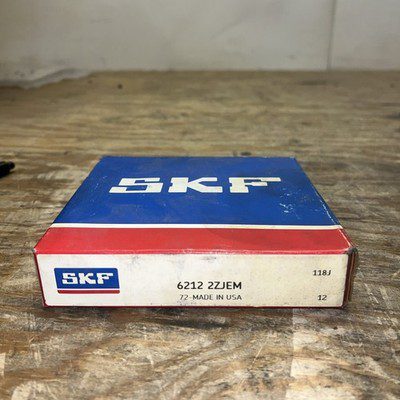 SKF
SKF
6212 2ZJEM
72-MADE IN USA
118J
12